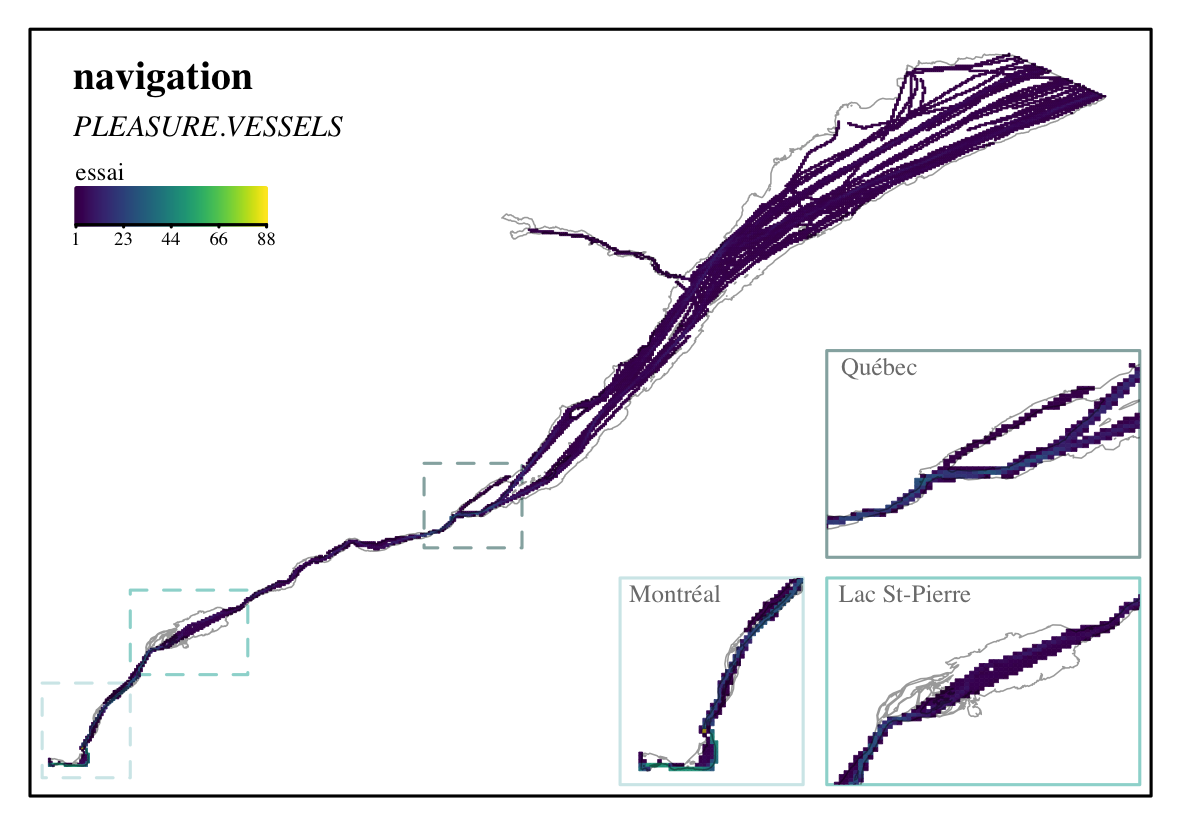 navigation
PLEASURE.VESSELS
essai
1 23 44 66 88
Québec
Montréal
Lac St-Pierre